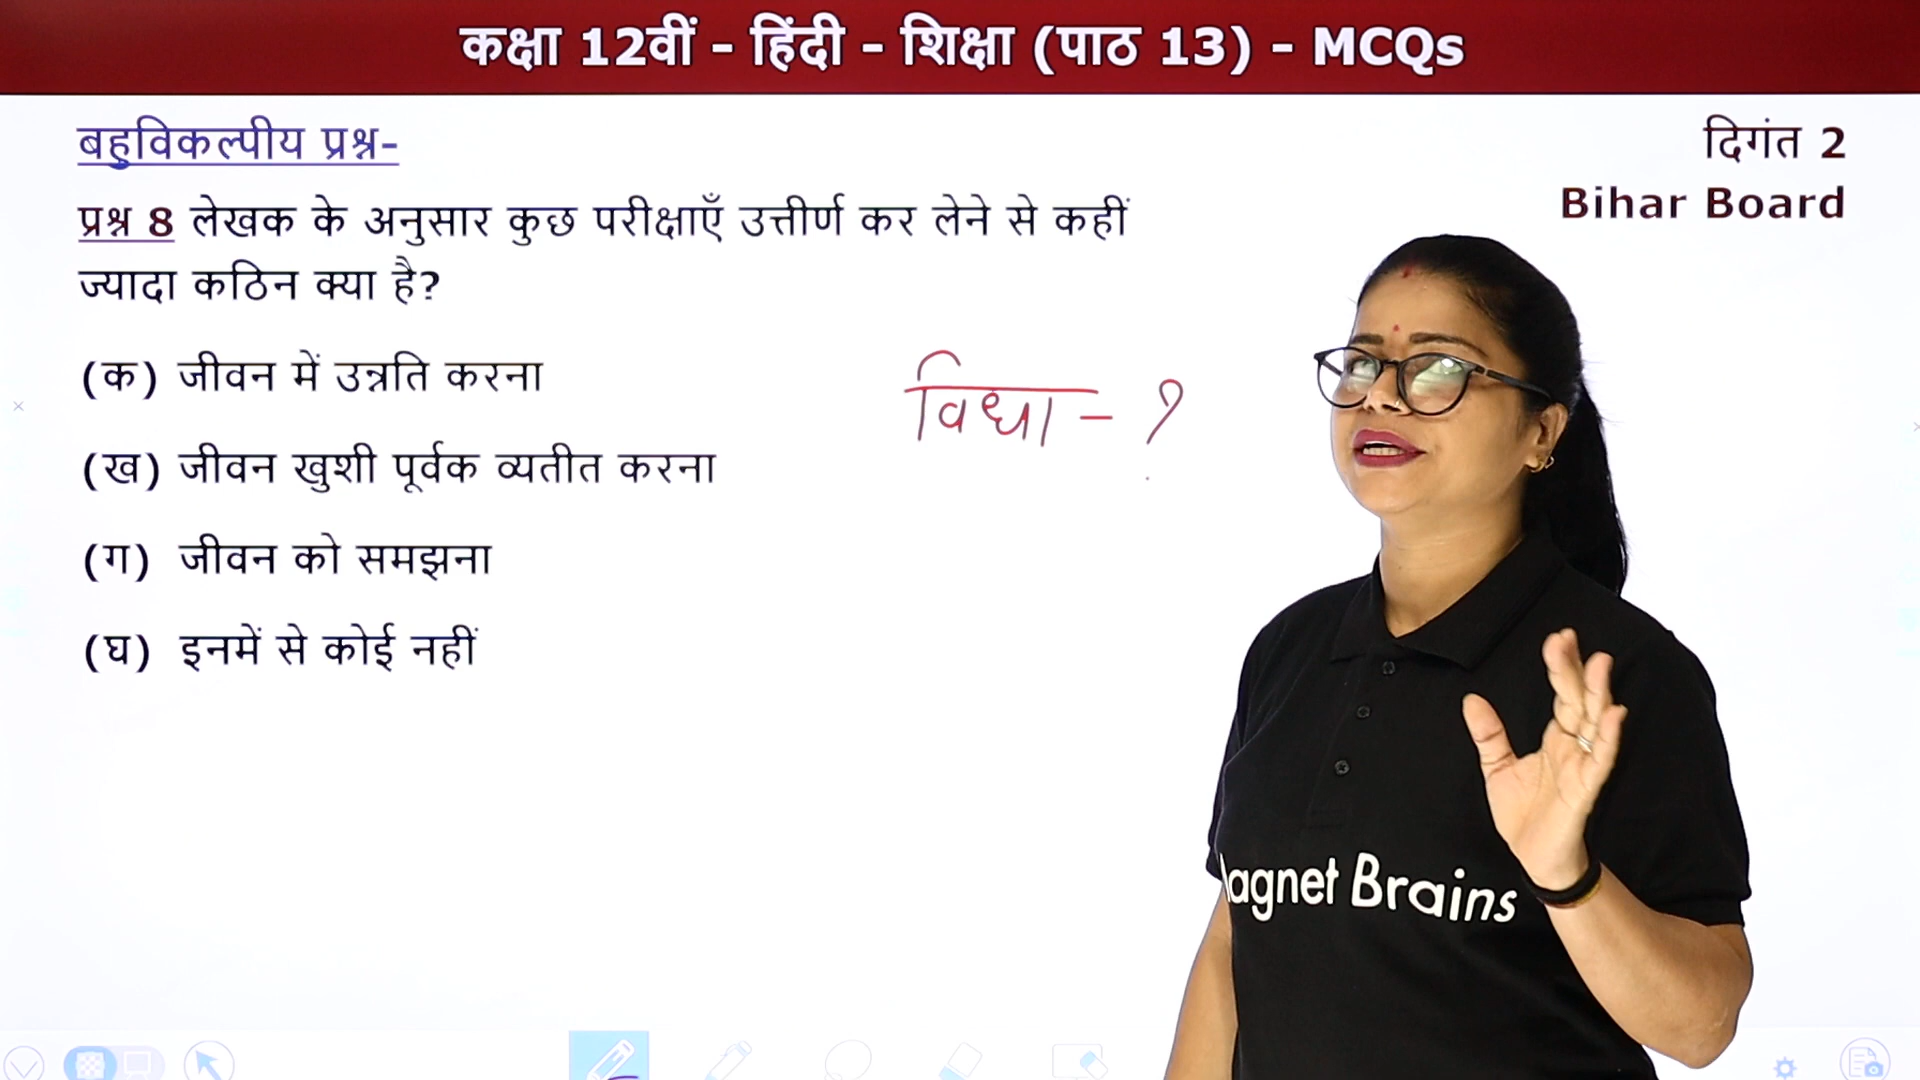 कक्षा 12वीं - हिंदी - शिक्षा (पाठ 13) - MCQs
बहुविकल्पीय प्रश्न-
दिगंत 2
Bihar Board
प्रश्न 8 लेखक के अनुसार कुछ परीक्षाएँ उत्तीर्ण कर लेने से कहीं
ज्यादा कठिन क्या है?
(क) जीवन में उन्नति करना
(ख) जीवन खुशी पूर्वक व्यतीत करना
(ग) जीवन को समझना
(घ) इनमें से कोई नहीं
विधा - ?
agnet Brains